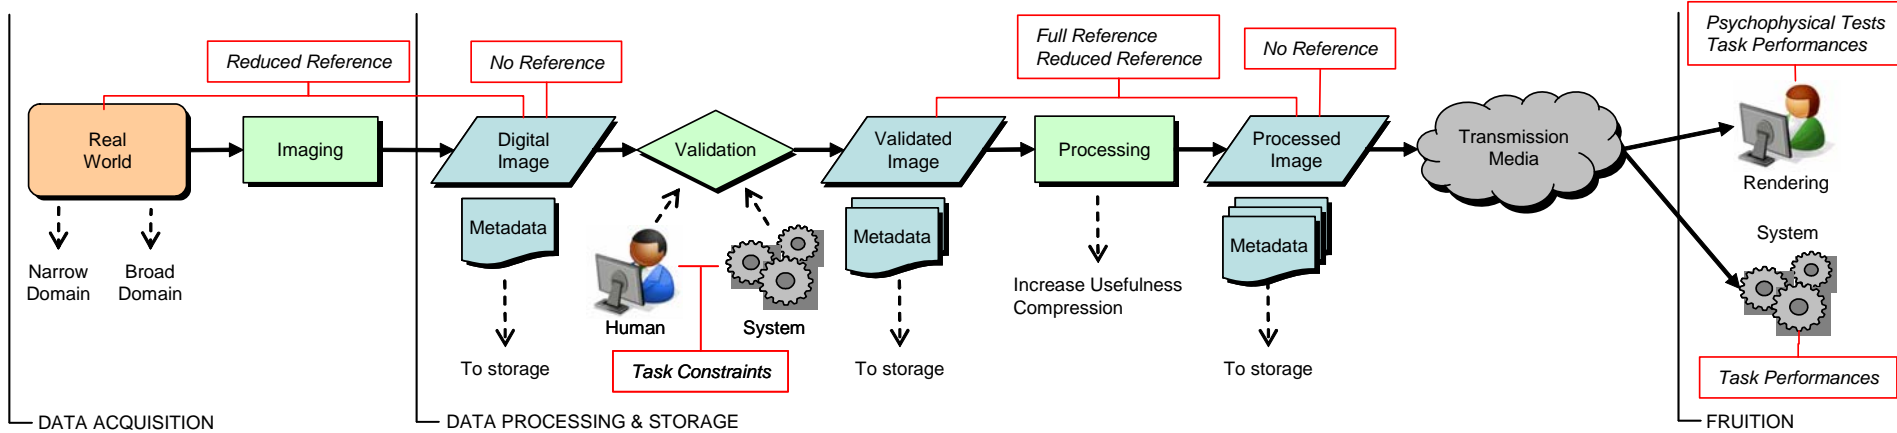 Reduced Reference
No Reference
Full Reference
Reduced Reference
No Reference
Psychophysical Tests
Task Performances
Real
World
Imaging
Digital
Image
Validation
Validated
Image
Processing
Processed
Image
Transmission
Media
Rendering
Metadata
Metadata
Metadata
Narrow
Domain
Broad
Domain
Human
System
Increase Usefulness
Compression
System
To storage
Task Constraints
To storage
To storage
Task Performances
DATA ACQUISITION
DATA PROCESSING & STORAGE
FRUITION